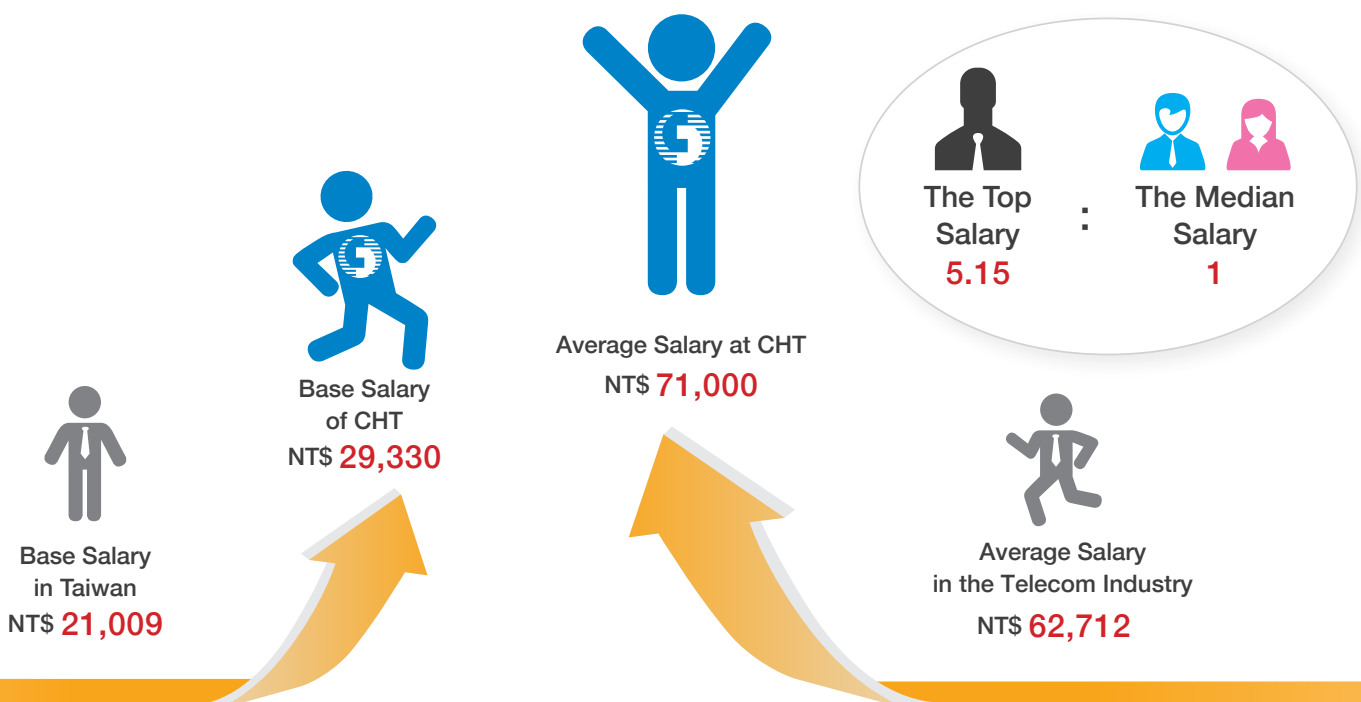 Base Salary
in Taiwan
NT$ 21,009
Base Salary
of CHT
NT$ 29,330
Average Salary at CHT
NT$ 71,000
The Top
Salary
5.15
:
The Median
Salary
1
Average Salary
in the Telecom Industry
NT$ 62,712